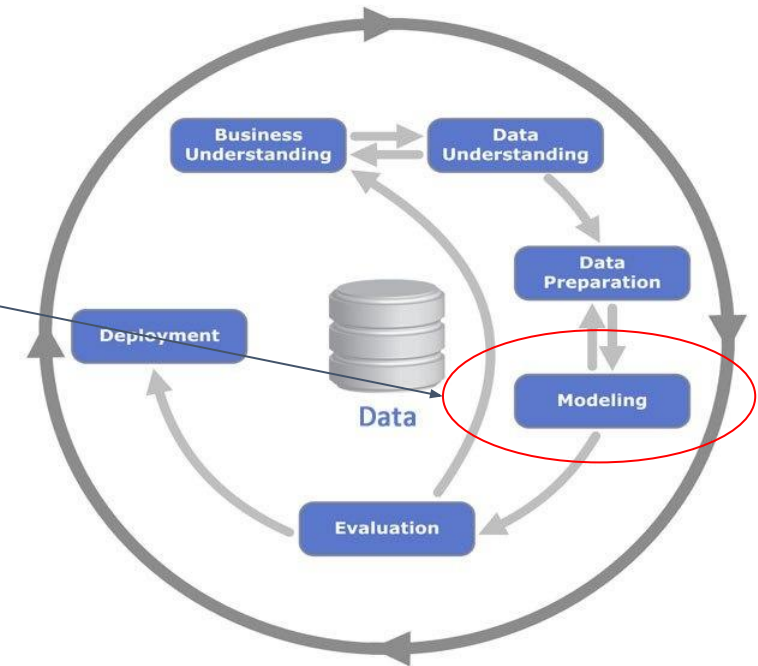 Business
Understanding
Data
Understanding
Data
Preparation
Deployment
Modeling
Data
Evaluation